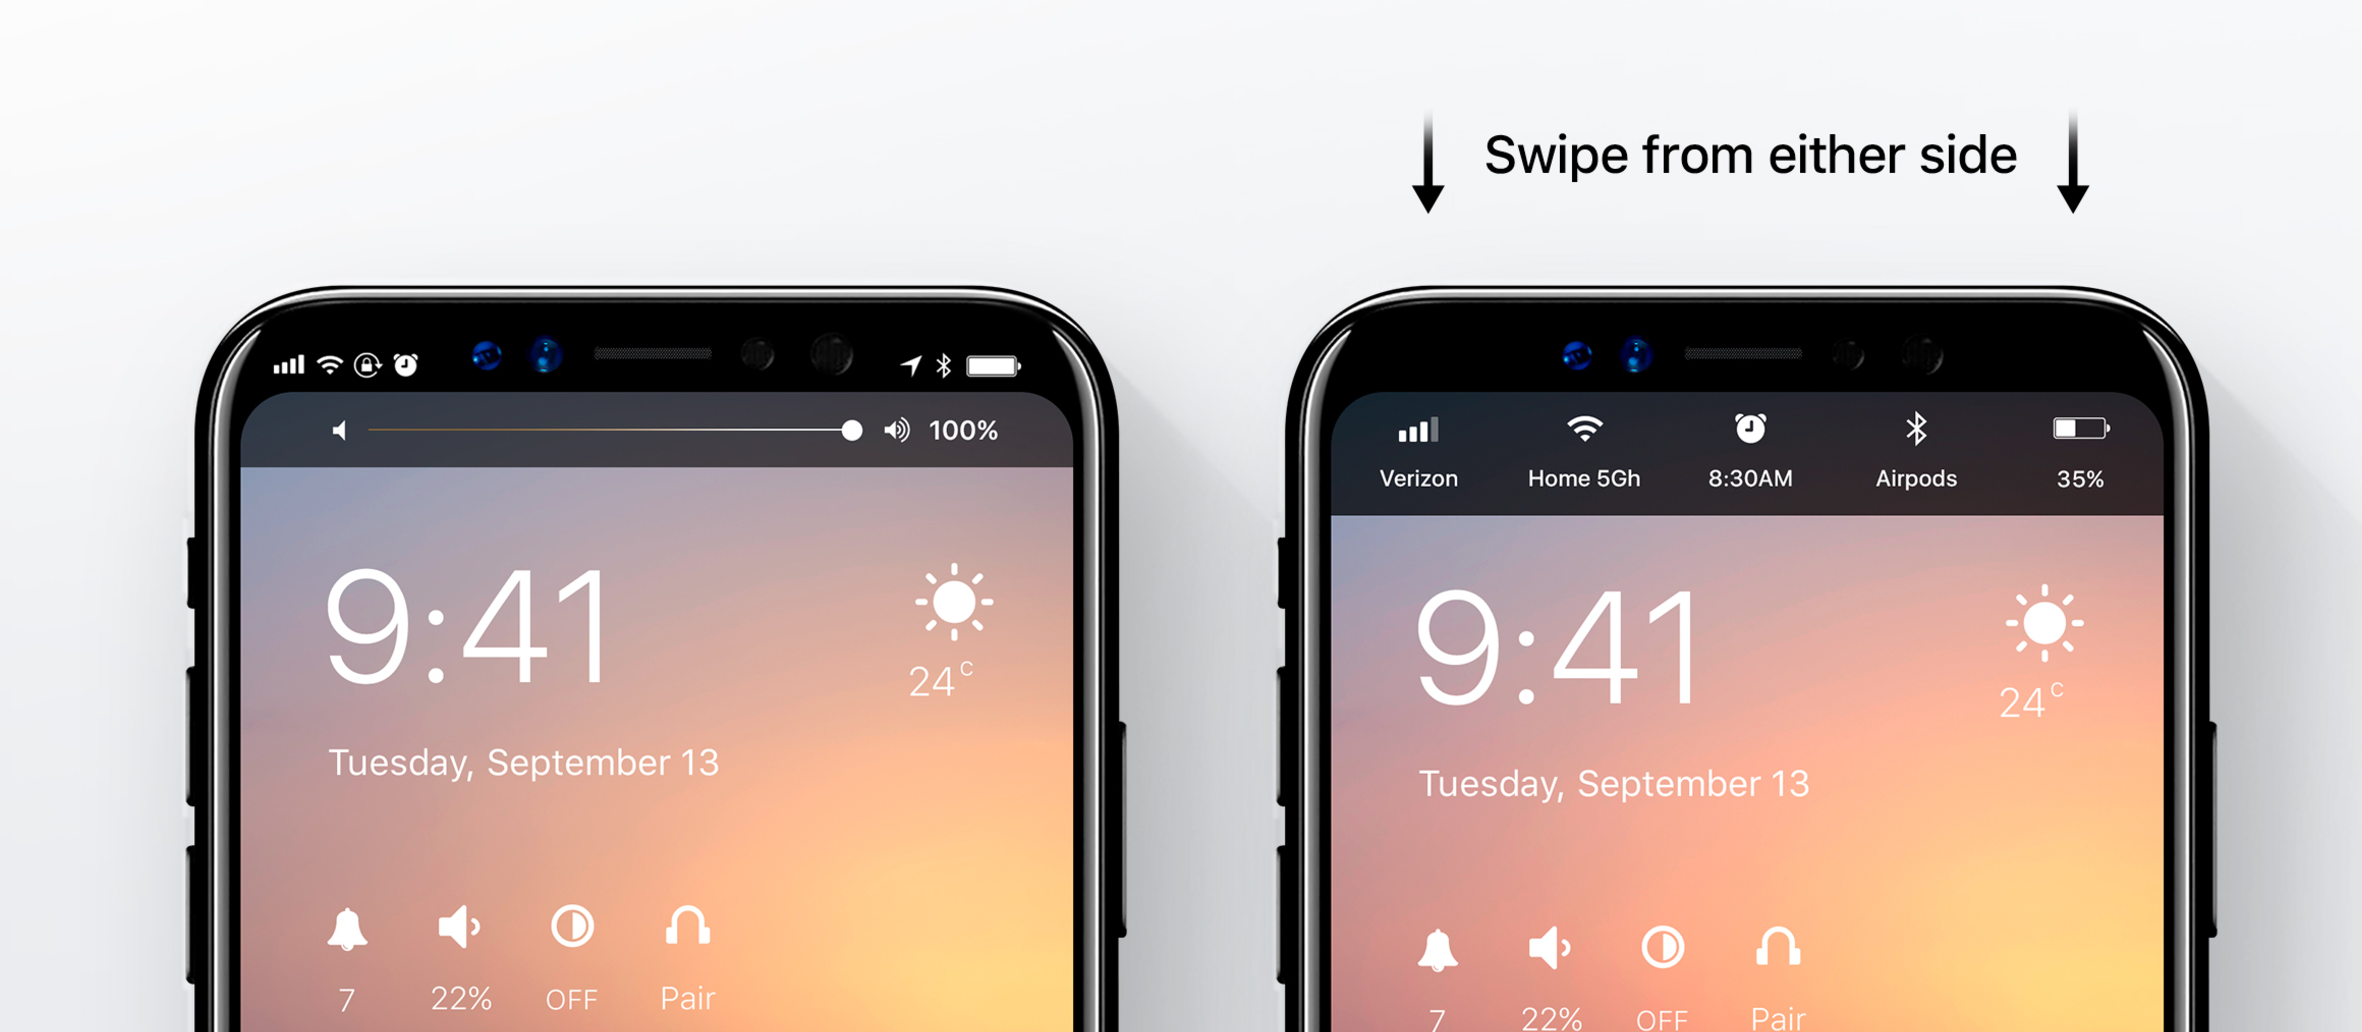 Swipe from either side
100%
9:41
24 C
Tuesday, September 13
7 22% OFF Pair
Verizon Home 5Gh 8:30AM Airpods 35%
9:41
24 C
Tuesday, September 13
7 22% OFF Pair